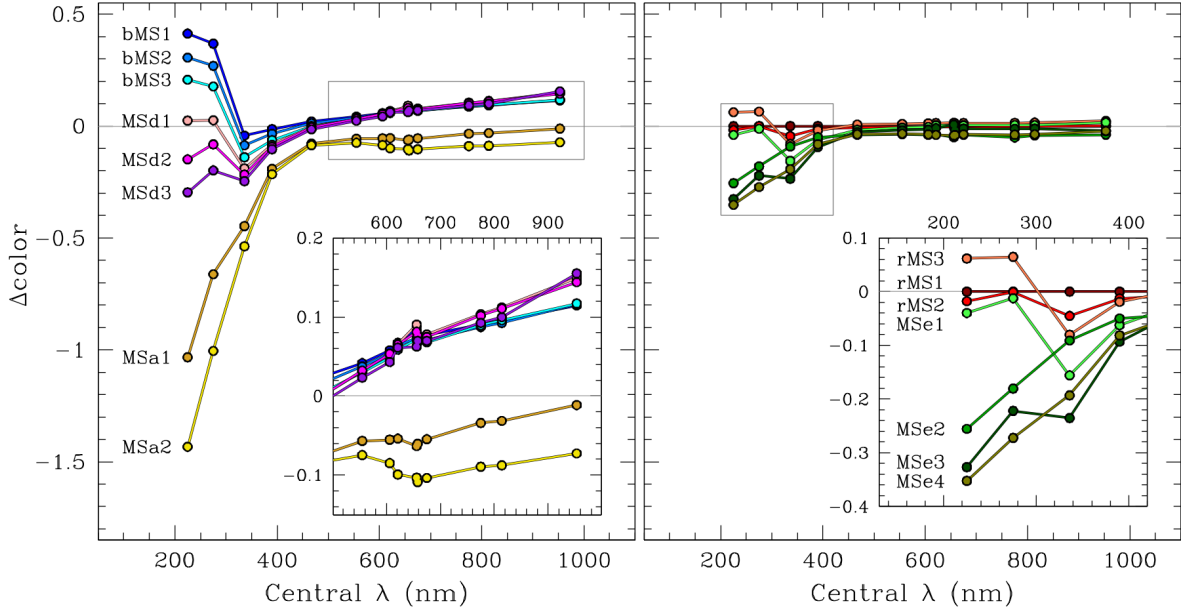 0.5
0
−0.5
−1
−1.5
Δcolor
bMS1
bMS2
bMS3
MSd1
MSd2
MSd3
MSa1
MSa2
600 700 800 900
0.2
0.1
0
−0.1
200 400 600 800 1000
Central λ (nm)
200 300 400
0.1
0
−0.1
−0.2
−0.3
−0.4
rMS3
rMS1
rMS2
MSe1
MSe2
MSe3
MSe4
200 400 600 800 1000
Central λ (nm)